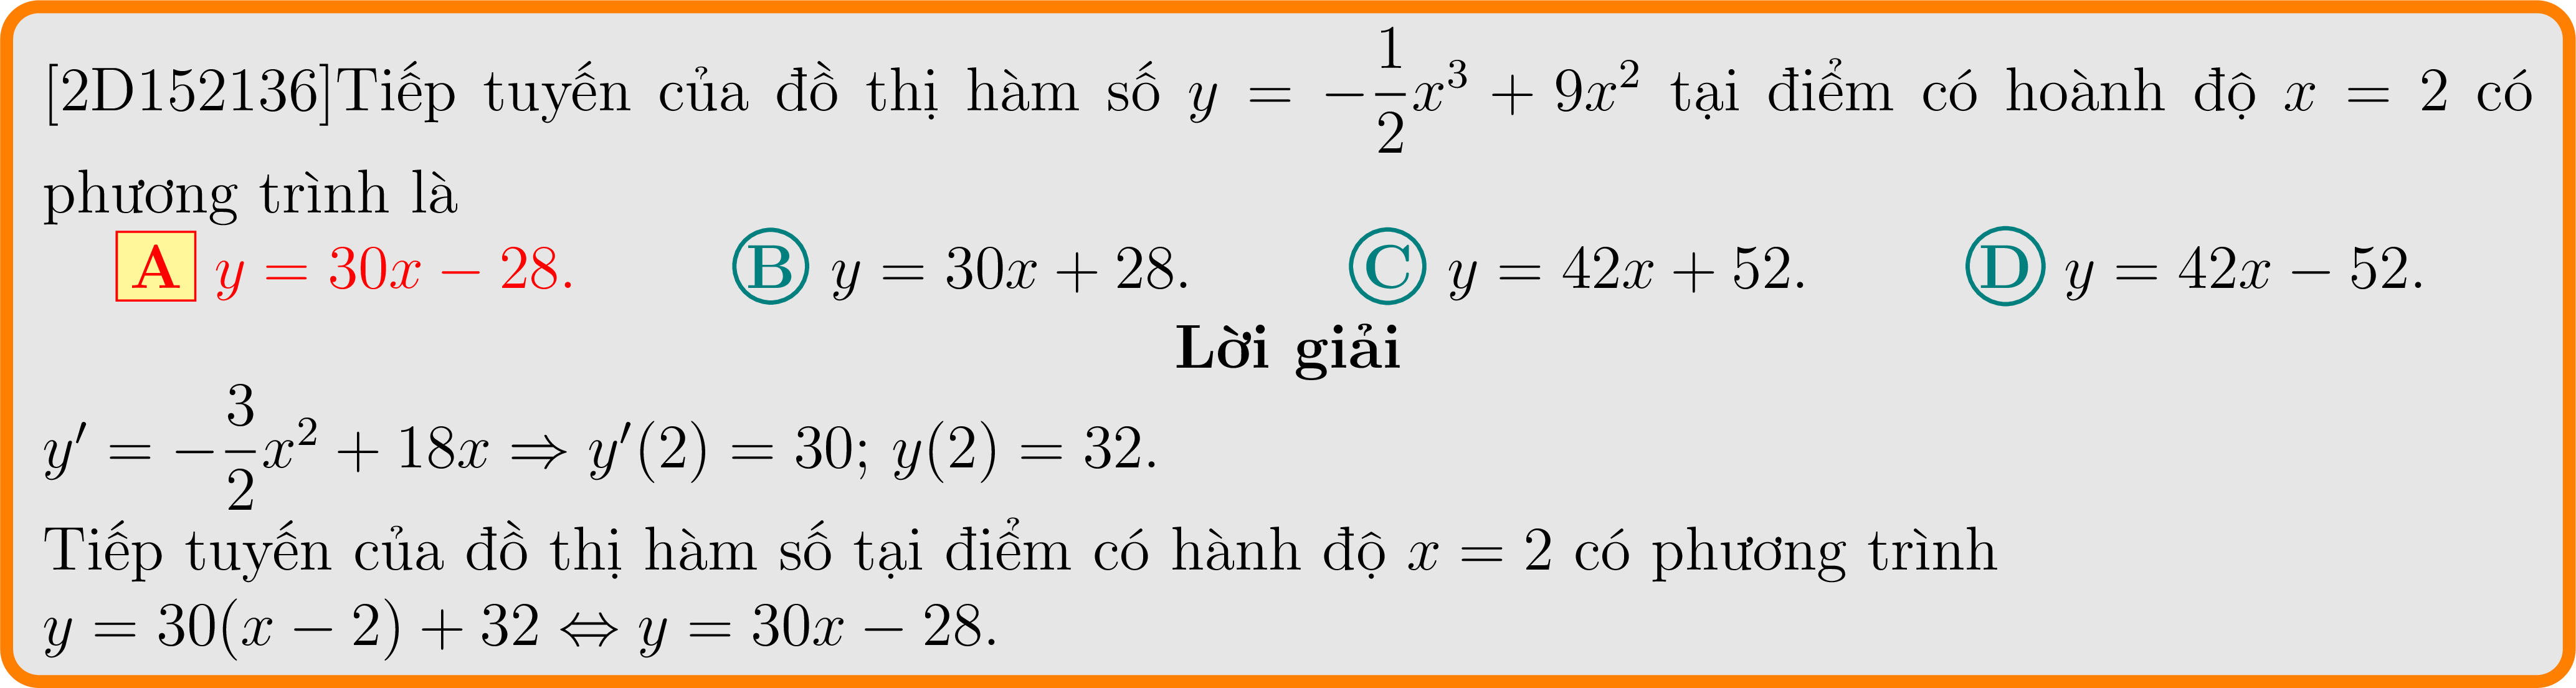 [2D152136]Tiếp tuyến của đồ thị hàm số $y = -\frac{1}{2}x^3 + 9x^2$ tại điểm có hoành độ $x = 2$ có
phương trình là
A $y = 30x - 28.$ B $y = 30x + 28.$ C $y = 42x + 52.$ D $y = 42x - 52.$
Lời giải
$y' = -\frac{3}{2}x^2 + 18x \Rightarrow y'(2) = 30; y(2) = 32.$
Tiếp tuyến của đồ thị hàm số tại điểm có hành độ $x = 2$ có phương trình
$y = 30(x - 2) + 32 \Leftrightarrow y = 30x - 28.$